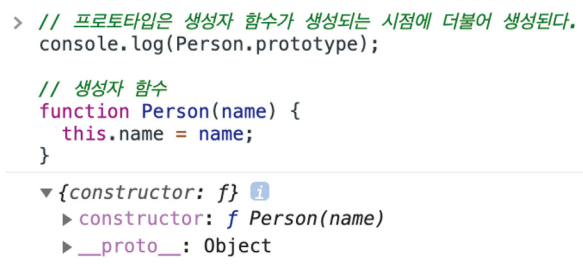 > // 프로토타입은 생성자 함수가 생성되는 시점에 더불어 생성된다.
console.log(Person.prototype);
// 생성자 함수
function Person(name) {
this.name = name;
}
▼{constructor: ƒ} i
▶constructor: ƒ Person(name)
▶__proto__: Object